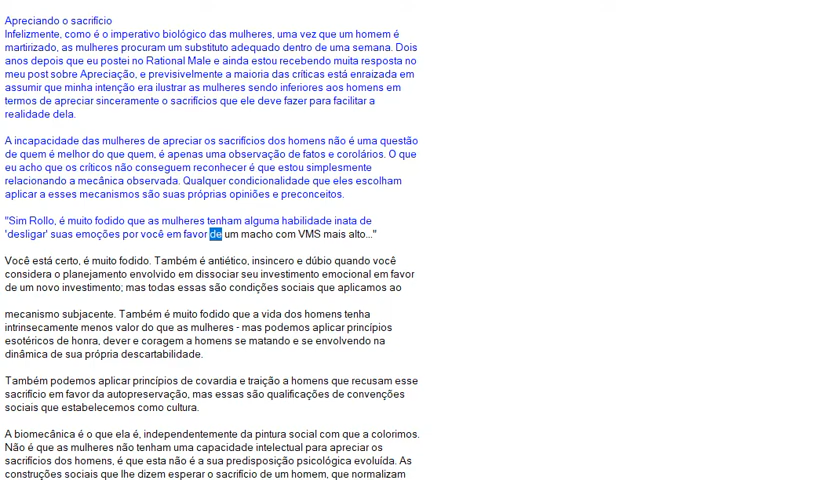 Apreciando o sacrifício
Infelizmente, como é o imperativo biológico das mulheres, uma vez que um homem é
martirizado, as mulheres procuram um substituto adequado dentro de uma semana. Dois
anos depois que eu postei no Rational Male e ainda estou recebendo muita resposta no
meu post sobre Apreciação, e previsivelmente a maioria das críticas está enraizada em
assumir que minha intenção era ilustrar as mulheres sendo inferiores aos homens em
termos de apreciar sinceramente o sacrifícios que ele deve fazer para facilitar a
realidade dela.
A incapacidade das mulheres de apreciar os sacrifícios dos homens não é uma questão
de quem é melhor do que quem, é apenas uma observação de fatos e corolários. O que
eu acho que os críticos não conseguem reconhecer é que estou simplesmente
relacionando a mecânica observada. Qualquer condicionalidade que eles escolham
aplicar a esses mecanismos são suas próprias opiniões e preconceitos.
"Sim Rollo, é muito fodido que as mulheres tenham alguma habilidade inata de
'desligar' suas emoções por você em favor de um macho com VMS mais alto..."
Você está certo, é muito fodido. Também é antiético, insincero e dúbio quando você
considera o planejamento envolvido em dissociar seu investimento emocional em favor
de um novo investimento; mas todas essas são condições sociais que aplicamos ao
mecanismo subjacente. Também é muito fodido que a vida dos homens tenha
intrinsecamente menos valor do que as mulheres - mas podemos aplicar princípios
esotéricos de honra, dever e coragem a homens se matando e se envolvendo na
dinâmica de sua própria descartabilidade.
Também podemos aplicar princípios de covardia e traição a homens que recusam esse
sacrifício em favor da autopreservação, mas essas são qualificações de convenções
sociais que estabelecemos como cultura.
A biomecânica é o que ela é, independentemente da pintura social com que a colorimos.
Não é que as mulheres não tenham uma capacidade intelectual para apreciar os
sacrifícios dos homens, é que esta não é a sua predisposição psicológica evoluída. As
construções sociais que lhe dizem esperar o sacrifício de um homem, que normalizam